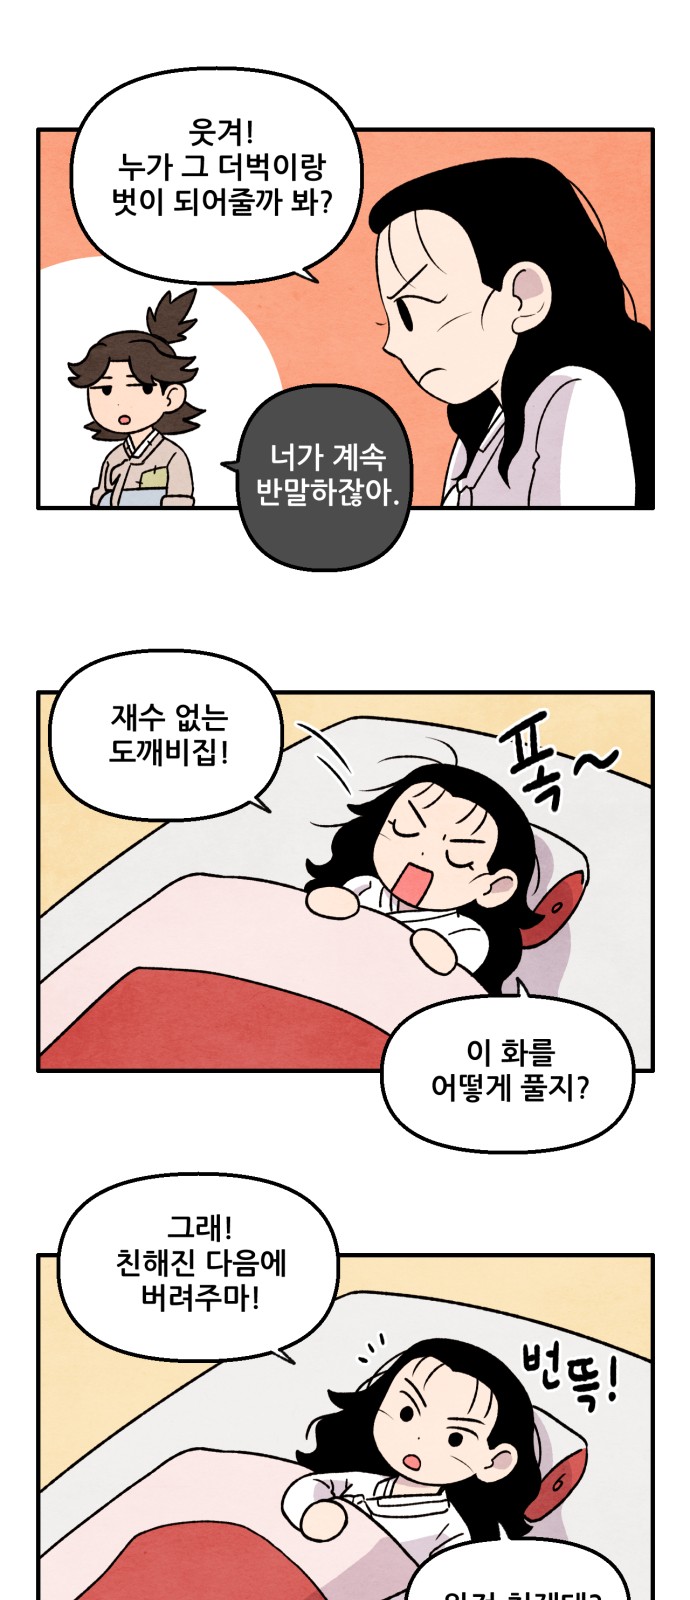 웃겨!
누가 그 더벅이랑
벗이 되어줄까 봐?
너가 계속
반말하잖아.
재수 없는
도깨비집!
폭~
이 화를
어떻게 풀지?
그래!
친해진 다음에
버려주마!
번뜩!